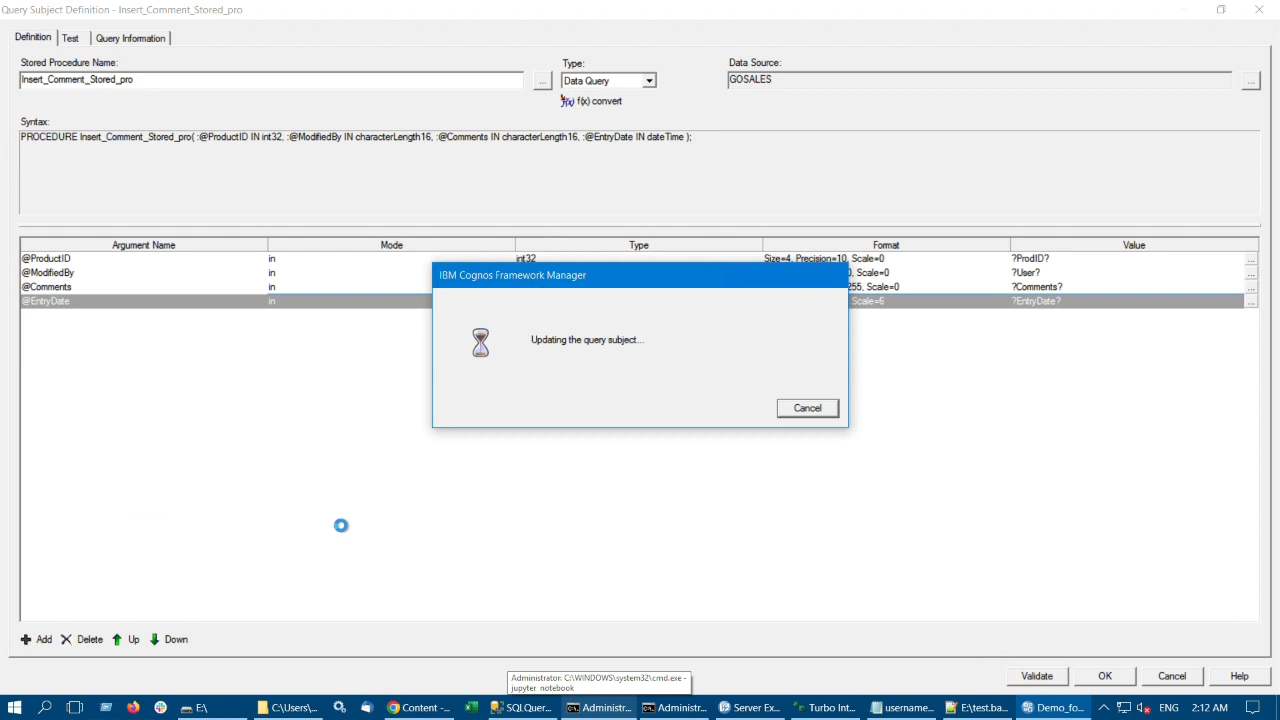 Query Subject Definition - Insert_Comment_Stored_pro
Definition Test Query Information
Stored Procedure Name: Type: Data Source:
Insert_Comment_Stored_pro ... Data Query GOSALES ...
f(x) f(x) convert
Syntax:
PROCEDURE Insert_Comment_Stored_pro( :@ProductID IN int32, :@ModifiedBy IN characterLength16, :@Comments IN characterLength16, :@EntryDate IN dateTime );
Argument Name Mode Type Format Value
@ProductID in int32 Size=4, Precision=10, Scale=0 ?ProdID? ...
@ModifiedBy in 0, Scale=0 ?User? ...
@Comments in 255, Scale=0 ?Comments? ...
@EntryDate in Scale=6 ?EntryDate? ...
IBM Cognos Framework Manager
Updating the query subject...
Cancel
Add Delete Up Down
Validate OK Cancel Help
Administrator: C:\WINDOWS\system32\cmd.exe -
jupyter notebook
E:\ C:\Users\... Content -... SQLQuer... Administr... Administr... Server Ex... Turbo Int... username... E:\test.ba... Demo_fo... ENG 2:12 AM